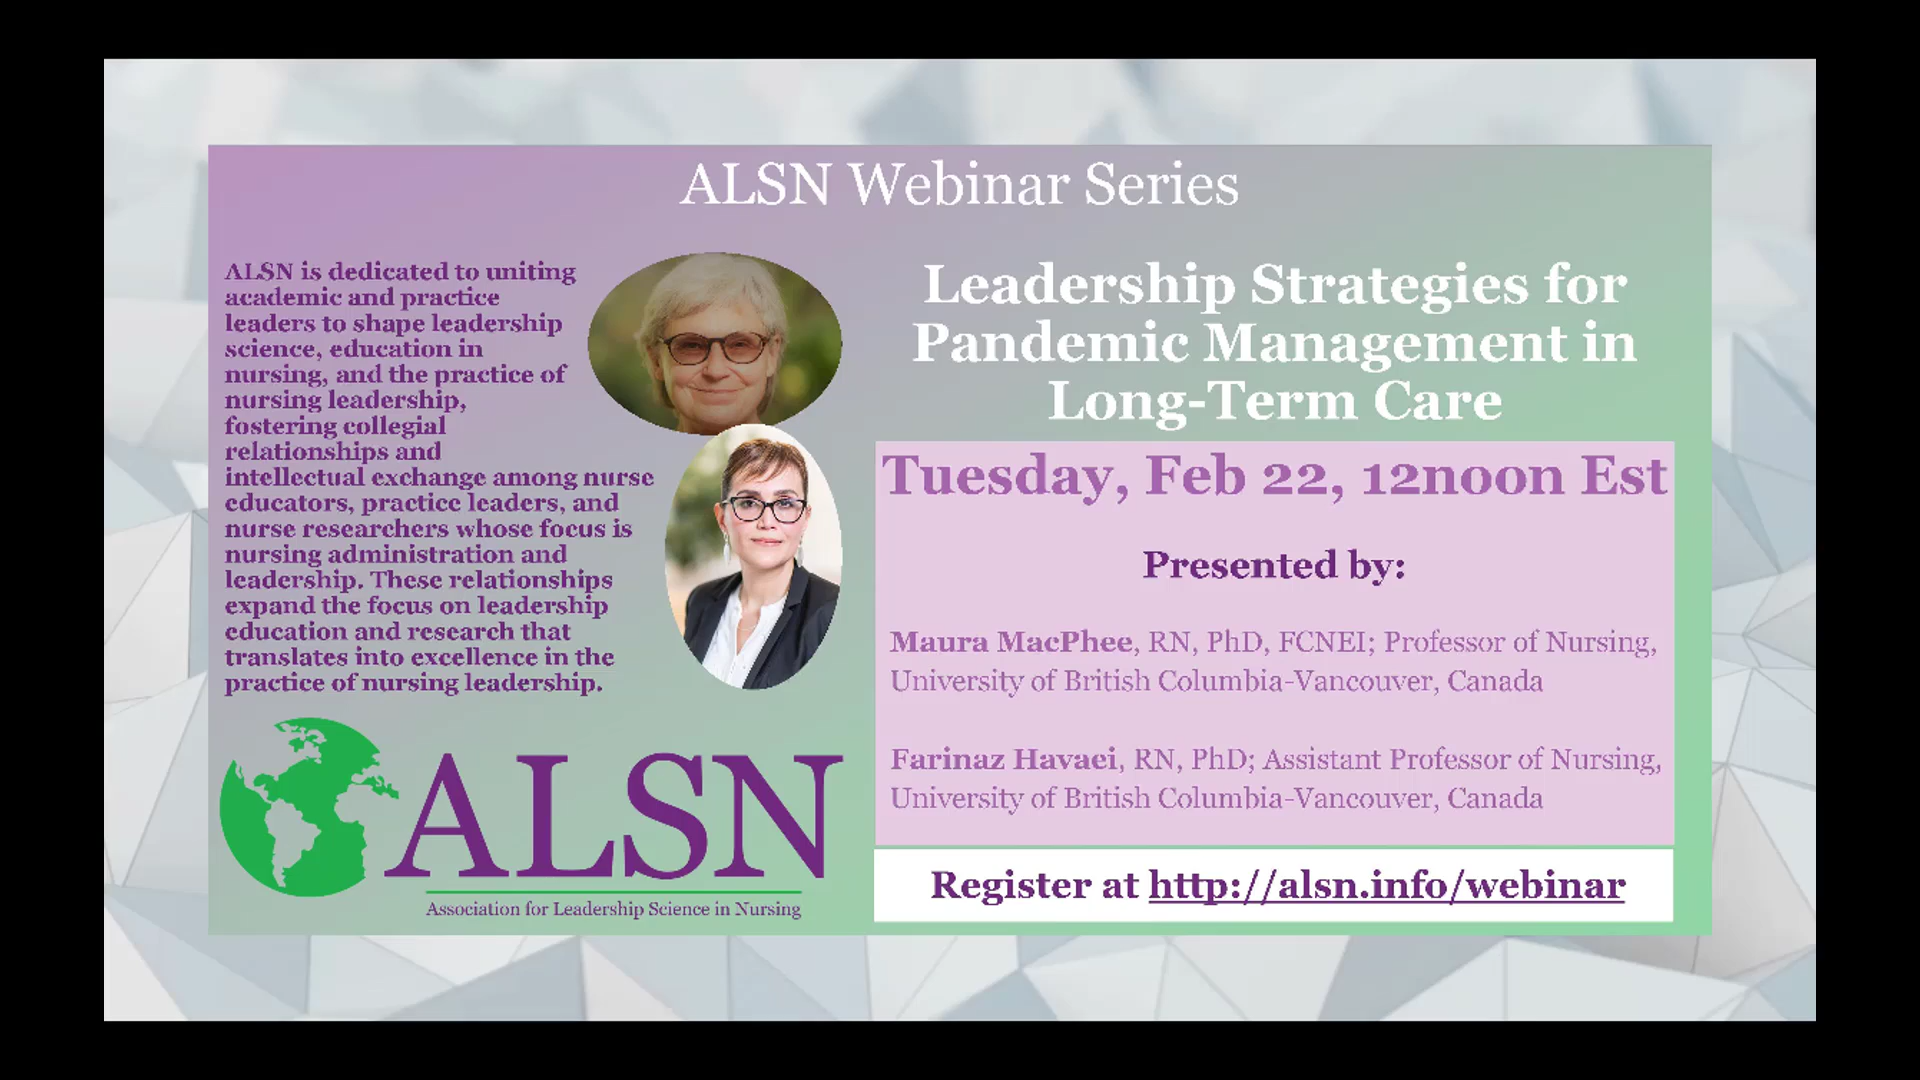 ALSN Webinar Series
ALSN is dedicated to uniting
academic and practice
leaders to shape leadership
science, education in
nursing, and the practice of
nursing leadership,
fostering collegial
relationships and
intellectual exchange among nurse
educators, practice leaders, and
nurse researchers whose focus is
nursing administration and
leadership. These relationships
expand the focus on leadership
education and research that
translates into excellence in the
practice of nursing leadership.
ALSN
Association for Leadership Science in Nursing
Leadership Strategies for
Pandemic Management in
Long-Term Care
Tuesday, Feb 22, 12noon Est
Presented by:
Maura MacPhee, RN, PhD, FCNEI; Professor of Nursing,
University of British Columbia-Vancouver, Canada
Farinaz Havaei, RN, PhD; Assistant Professor of Nursing,
University of British Columbia-Vancouver, Canada
Register at http://alsn.info/webinar